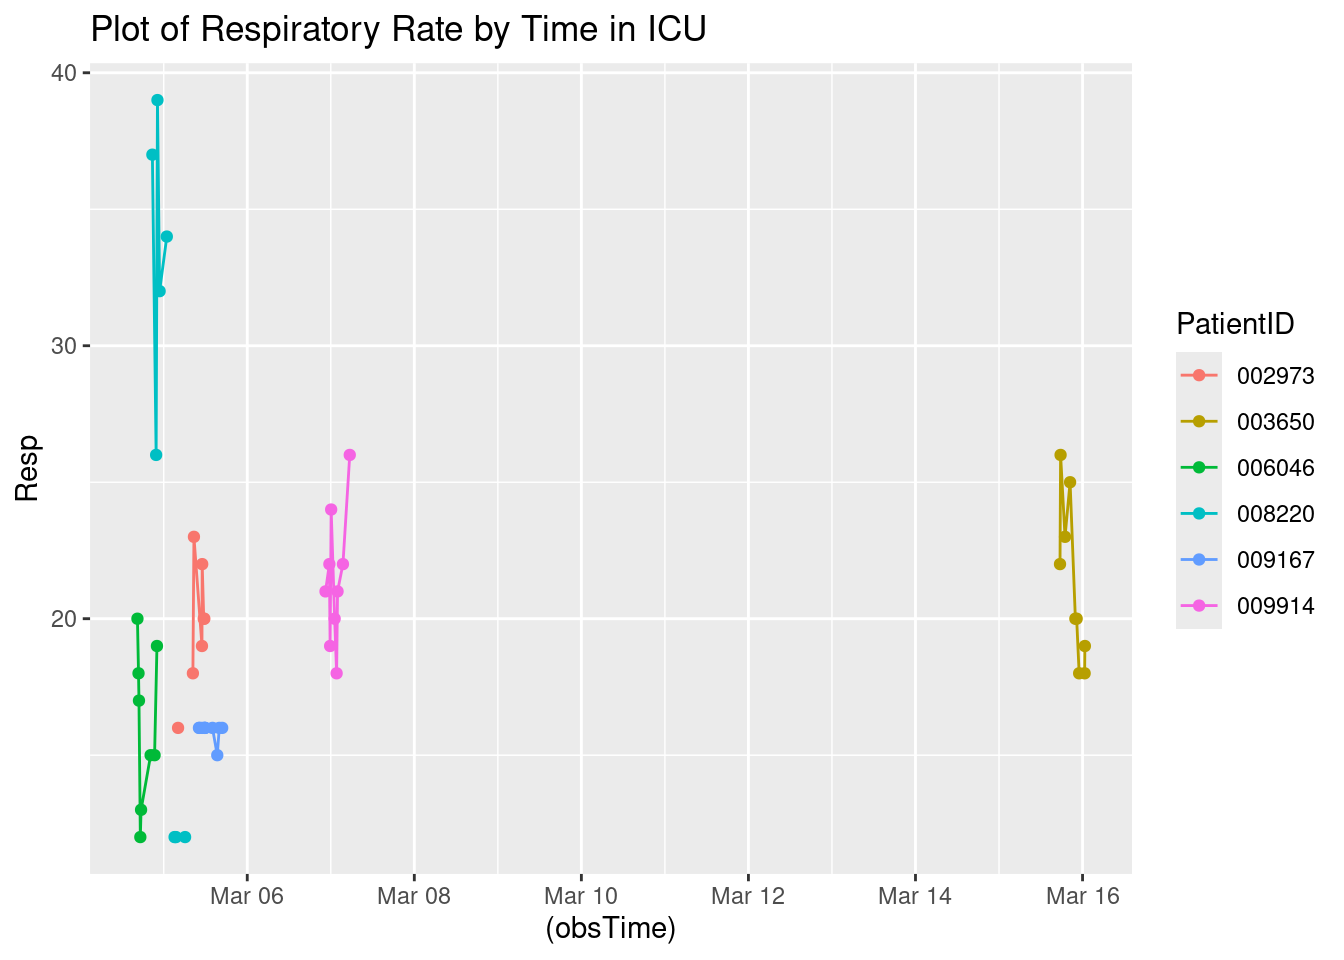 Plot of Respiratory Rate by Time in ICU
40
30
20
Resp
Mar 06
Mar 08
Mar 10
Mar 12
Mar 14
Mar 16
(obsTime)
PatientID
002973
003650
006046
008220
009167
009914